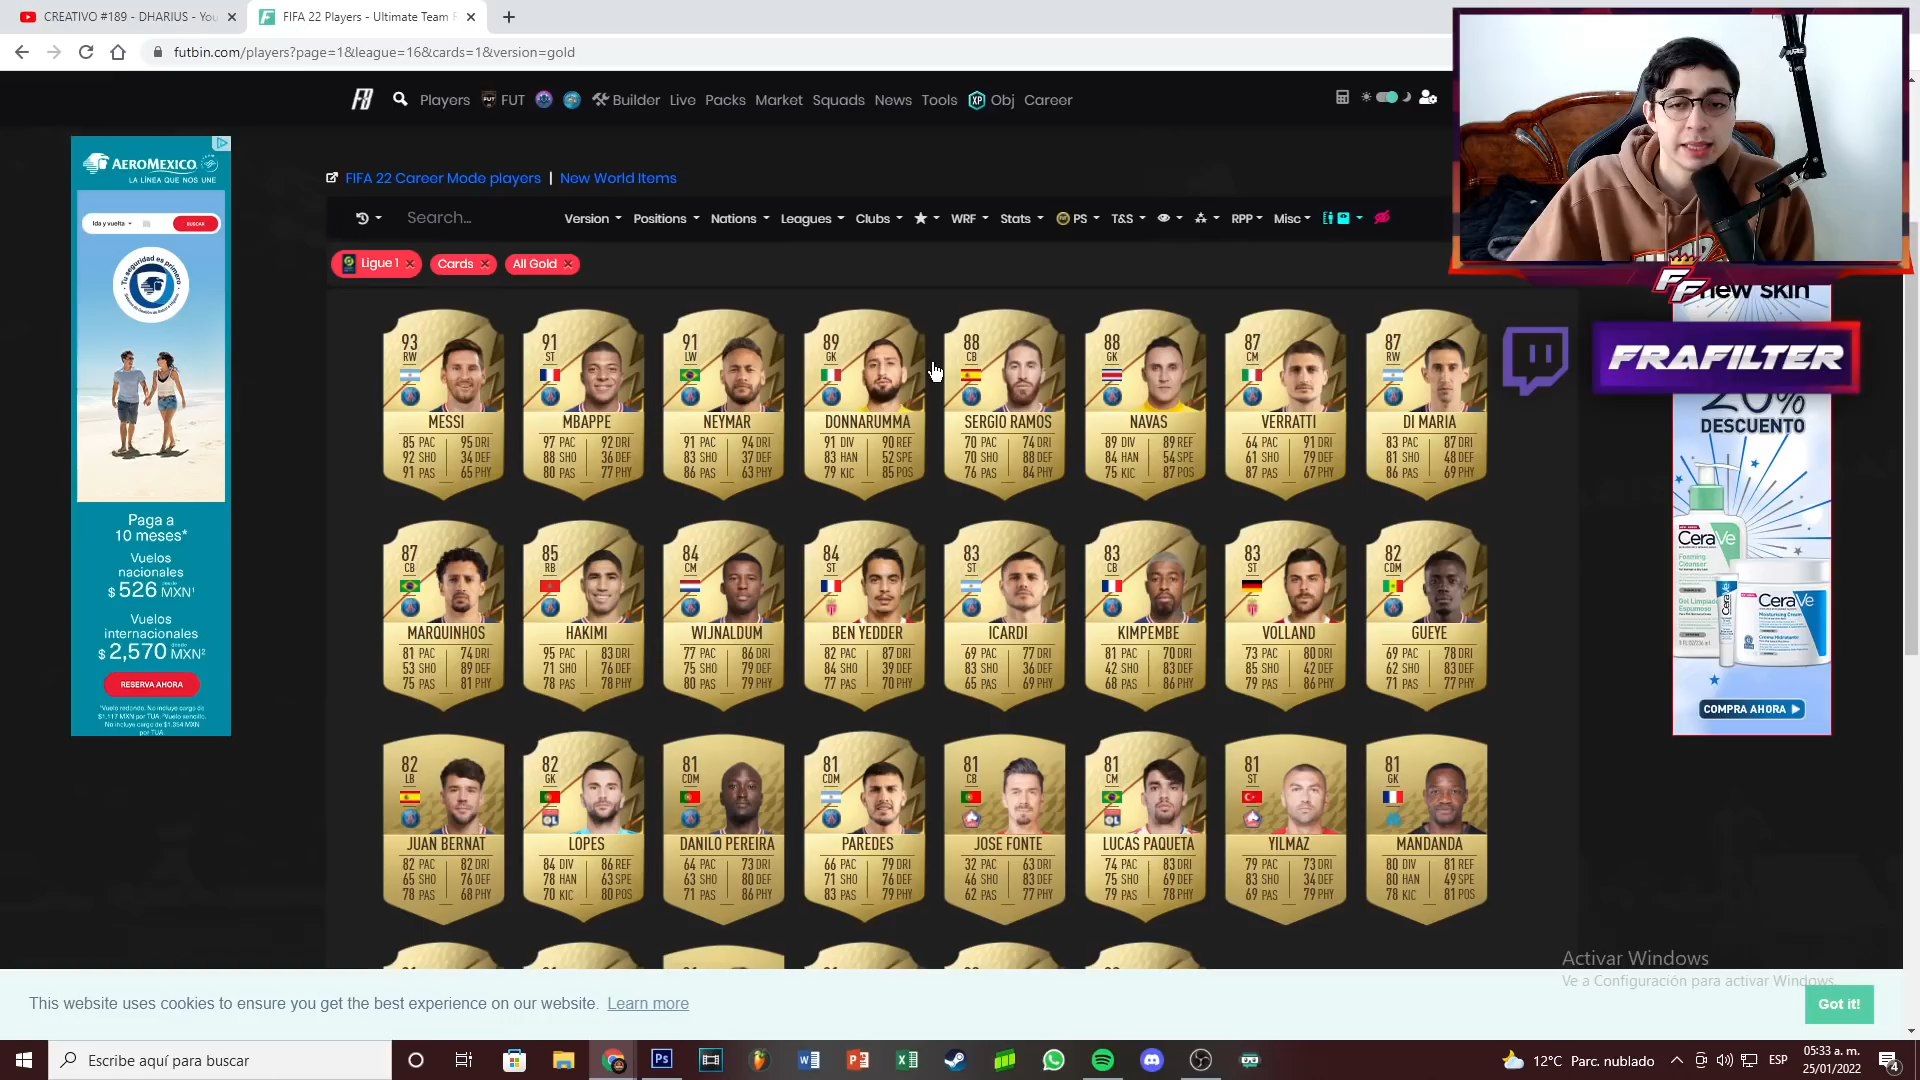 CREATIVO #189 - DHARIUS - You
FIFA 22 Players - Ultimate Team
futbin.com/players?page=1&league=16&cards=1&version=gold
Players FUT Builder Live Packs Market Squads News Tools XP Obj Career
FIFA 22 Career Mode players | New World Items
Search... Version Positions Nations Leagues Clubs WRF Stats PS T&S RPP Misc
Ligue 1 Cards All Gold
AEROMEXICO
LA LÍNEA QUE NOS UNE
Ida y vuelta
BUSCAR
Tu seguridad es primero
Paga a
10 meses*
Vuelos
nacionales
$ 526 MXN¹
Vuelos
internacionales
$ 2,570 MXN²
RESERVA AHORA
93 RW MESSI
85 PAC 95 DRI
92 SHO 34 DEF
91 PAS 65 PHY
91 ST MBAPPE
97 PAC 92 DRI
88 SHO 36 DEF
80 PAS 77 PHY
91 LW NEYMAR
91 PAC 94 DRI
83 SHO 37 DEF
86 PAS 63 PHY
89 GK DONNARUMMA
91 DIV 90 REF
83 HAN 52 SPE
79 KIC 85 POS
88 CB SERGIO RAMOS
70 PAC 74 DRI
70 SHO 88 DEF
76 PAS 84 PHY
88 GK NAVAS
89 DIV 89 REF
84 HAN 54 SPE
75 KIC 87 POS
87 CM VERRATTI
64 PAC 91 DRI
61 SHO 79 DEF
87 PAS 67 PHY
87 RW DI MARIA
83 PAC 87 DRI
81 SHO 48 DEF
86 PAS 69 PHY
87 CB MARQUINHOS
81 PAC 74 DRI
53 SHO 89 DEF
75 PAS 81 PHY
85 RB HAKIMI
95 PAC 83 DRI
71 SHO 76 DEF
78 PAS 78 PHY
84 CM WIJNALDUM
77 PAC 86 DRI
75 SHO 79 DEF
80 PAS 79 PHY
84 ST BEN YEDDER
82 PAC 87 DRI
84 SHO 39 DEF
77 PAS 70 PHY
83 ST ICARDI
69 PAC 77 DRI
83 SHO 36 DEF
65 PAS 69 PHY
83 CB KIMPEMBE
81 PAC 70 DRI
42 SHO 83 DEF
68 PAS 86 PHY
83 ST VOLLAND
73 PAC 80 DRI
85 SHO 42 DEF
79 PAS 86 PHY
82 CDM GUEYE
69 PAC 78 DRI
62 SHO 83 DEF
71 PAS 77 PHY
82 LB JUAN BERNAT
82 PAC 82 DRI
65 SHO 76 DEF
78 PAS 68 PHY
82 GK LOPES
84 DIV 86 REF
78 HAN 63 SPE
70 KIC 80 POS
81 CDM DANILO PEREIRA
64 PAC 73 DRI
63 SHO 80 DEF
71 PAS 86 PHY
81 CDM PAREDES
66 PAC 79 DRI
71 SHO 76 DEF
83 PAS 79 PHY
81 CB JOSE FONTE
32 PAC 63 DRI
46 SHO 83 DEF
62 PAS 77 PHY
81 CM LUCAS PAQUETA
74 PAC 83 DRI
75 SHO 69 DEF
79 PAS 78 PHY
81 ST YILMAZ
79 PAC 73 DRI
83 SHO 34 DEF
69 PAS 79 PHY
81 GK MANDANDA
80 DIV 81 REF
80 HAN 49 SPE
78 KIC 81 POS
FF
new skin
FRAFILTER
20%
DESCUENTO
CeraVe
CeraVe
COMPRA AHORA
Activar Windows
Ve a Configuración para activar Windows.
This website uses cookies to ensure you get the best experience on our website. Learn more
Got it!
Escribe aquí para buscar
12°C Parc. nublado
ESP
05:33 a. m.
25/01/2022
4